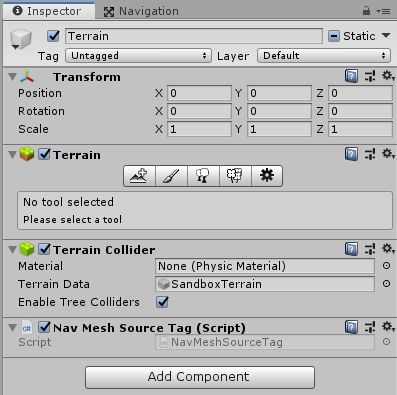 Inspector Navigation
Terrain Static
Tag Untagged Layer Default
Transform
Position X 0 Y 0 Z 0
Rotation X 0 Y 0 Z 0
Scale X 1 Y 1 Z 1
Terrain
No tool selected
Please select a tool
Terrain Collider
Material None (Physic Material)
Terrain Data SandboxTerrain
Enable Tree Colliders
Nav Mesh Source Tag (Script)
Script NavMeshSourceTag
Add Component